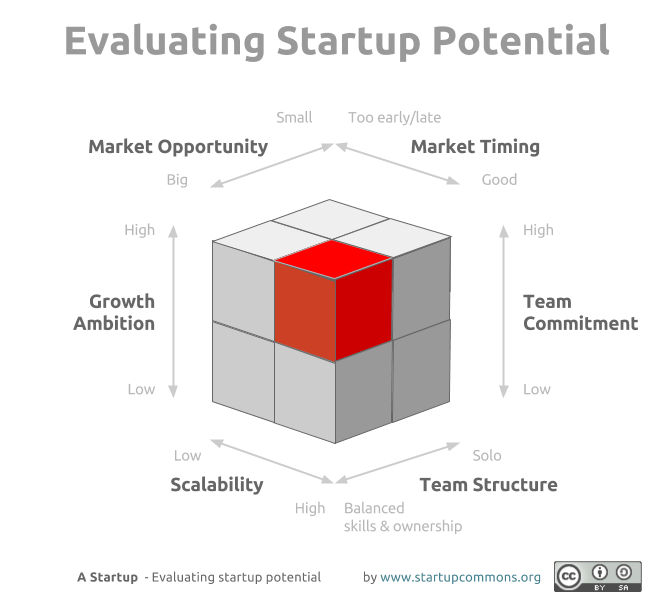 Evaluating Startup Potential
Small
Too early/late
Market Opportunity
Market Timing
Big
Good
High
High
Growth
Ambition
Team
Commitment
Low
Low
Low
Solo
Scalability
Team Structure
High
Balanced
skills & ownership
A Startup - Evaluating startup potential
by www.startupcommons.org
cc
BY SA